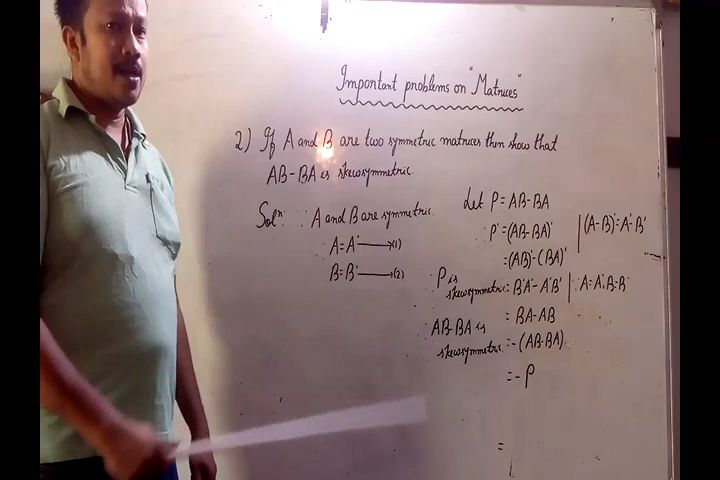 Important problems on "Matrices"
2) If A and B are two symmetric matrices then show that
AB-BA is skewsymmetric.
Solⁿ. ∵ A and B are symmetric.
∴ A=A' ⟶(1)
B=B' ⟶(2)
Let P = AB-BA
∴ P' = (AB-BA)' | (A-B)'=A'-B'
= (AB)'-(BA)'
= B'A'-A'B' | ∵ A=A', B=B'
= BA-AB
= -(AB-BA)
= -P
=
∴ P is
skewsymmetric
∴ AB-BA is
skewsymmetric